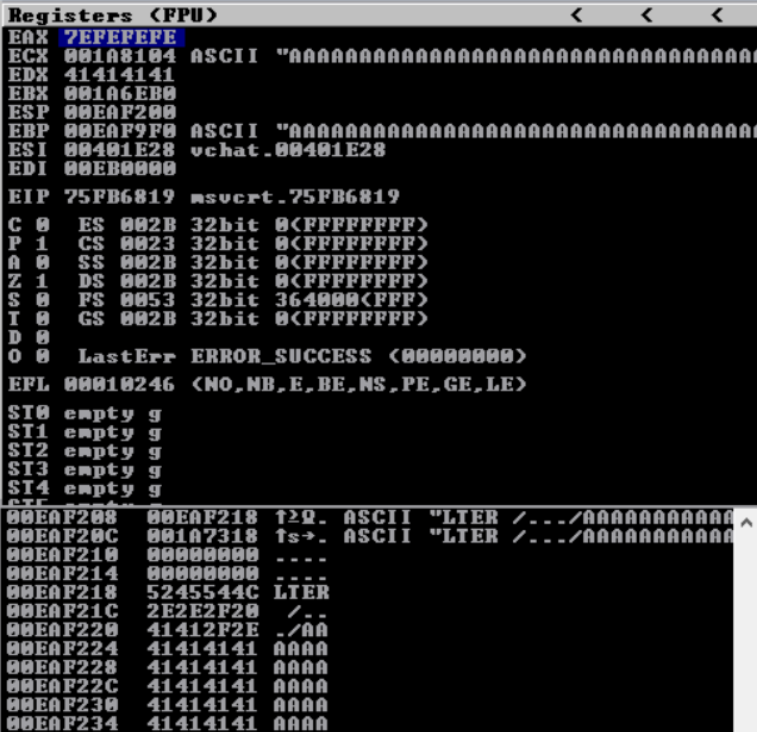 Registers (FPU) < < <
EAX 7EFEFEFE
ECX 001A8104 ASCII "AAAAAAAAAAAAAAAAAAAAAAAAAAAAAAAAAA
EDX 41414141
EBX 001A6EB0
ESP 00EAF200
EBP 00EAF9F0 ASCII "AAAAAAAAAAAAAAAAAAAAAAAAAAAAAAAAAA
ESI 00401E28 vchat.00401E28
EDI 00EB0000
EIP 75FB6819 msvcrt.75FB6819
C 0 ES 002B 32bit 0(FFFFFFFF)
P 1 CS 0023 32bit 0(FFFFFFFF)
A 0 SS 002B 32bit 0(FFFFFFFF)
Z 1 DS 002B 32bit 0(FFFFFFFF)
S 0 FS 0053 32bit 364000(FFF)
T 0 GS 002B 32bit 0(FFFFFFFF)
D 0
O 0 LastErr ERROR_SUCCESS (00000000)
EFL 00010246 (NO,NB,E,BE,NS,PE,GE,LE)
ST0 empty g
ST1 empty g
ST2 empty g
ST3 empty g
ST4 empty g
00EAF208 00EAF218 ↑≥Ω. ASCII "LTER /.../AAAAAAAAAAA
00EAF20C 001A7318 ↑s→. ASCII "LTER /.../AAAAAAAAAAA
00EAF210 00000000 ....
00EAF214 00000000 ....
00EAF218 5245544C LTER
00EAF21C 2E2E2F20 /..
00EAF220 41412F2E ./AA
00EAF224 41414141 AAAA
00EAF228 41414141 AAAA
00EAF22C 41414141 AAAA
00EAF230 41414141 AAAA
00EAF234 41414141 AAAA